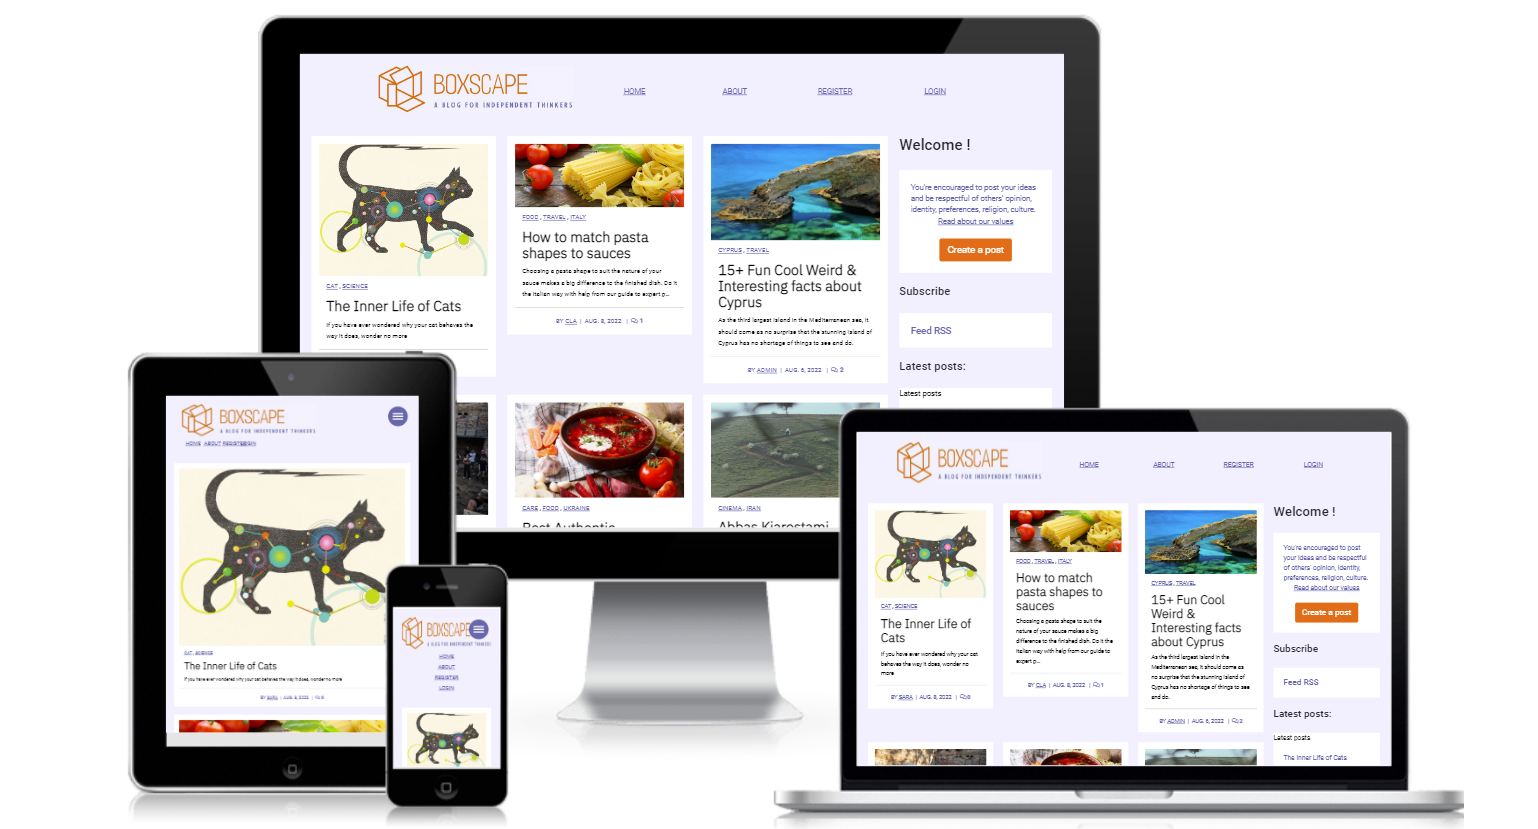 BOXSCAPE
A BLOG FOR INDEPENDENT THINKERS
HOME
ABOUT
REGISTER
LOGIN
CAT , SCIENCE
The Inner Life of Cats
If you have ever wondered why your cat behaves the
way it does, wonder no more
FOOD , TRAVEL , ITALY
How to match pasta
shapes to sauces
Choosing a pasta shape to suit the nature of your
sauce makes a big difference to the finished dish. Do it
the Italian way with help from our guide to expert p...
BY CLA | AUG. 8, 2022 | 1
CYPRUS , TRAVEL
15+ Fun Cool Weird &
Interesting facts about
Cyprus
As the third largest island in the Mediterranean sea, it
should come as no surprise that the stunning island of
Cyprus has no shortage of things to see and do.
BY ADMIN | AUG. 6, 2022 | 2
Welcome !
You're encouraged to post your ideas
and be respectful of others' opinion,
identity, preferences, religion, culture.
Read about our values
Create a post
Subscribe
Feed RSS
Latest posts:
Latest posts
CAKE , FOOD , UKRAINE
Best Authentic
CINEMA , IRAN
Abbas Kiarostami
BOXSCAPE
A BLOG FOR INDEPENDENT THINKERS
HOME ABOUT REGISTER
CAT , SCIENCE
The Inner Life of Cats
If you have ever wondered why your cat behaves the way it does, wonder no more
BY SARA | AUG. 8, 2022 | 0
BOXSCAPE
A BLOG FOR INDEPENDENT THINKERS
HOME
ABOUT
REGISTER
LOGIN
BOXSCAPE
A BLOG FOR INDEPENDENT THINKERS
HOME
ABOUT
REGISTER
LOGIN
CAT , SCIENCE
The Inner Life of
Cats
If you have ever wondered why your cat
behaves the way it does, wonder no
more
BY SARA | AUG. 8, 2022 | 0
FOOD , TRAVEL , ITALY
How to match
pasta shapes to
sauces
Choosing a pasta shape to suit the
nature of your sauce makes a big
difference to the finished dish. Do it the
Italian way with help from our guide to
expert p...
BY CLA | AUG. 8, 2022 | 1
CYPRUS , TRAVEL
15+ Fun Cool
Weird &
Interesting facts
about Cyprus
As the third largest island in the
Mediterranean sea, it should come as
no surprise that the stunning island of
Cyprus has no shortage of things to see
and do.
BY ADMIN | AUG. 6, 2022 |
Welcome !
You're encouraged to post
your ideas and be respectful
of others' opinion, identity,
preferences, religion, culture.
Read about our values
Create a post
Subscribe
Feed RSS
Latest posts:
Latest posts
The Inner Life of Cats